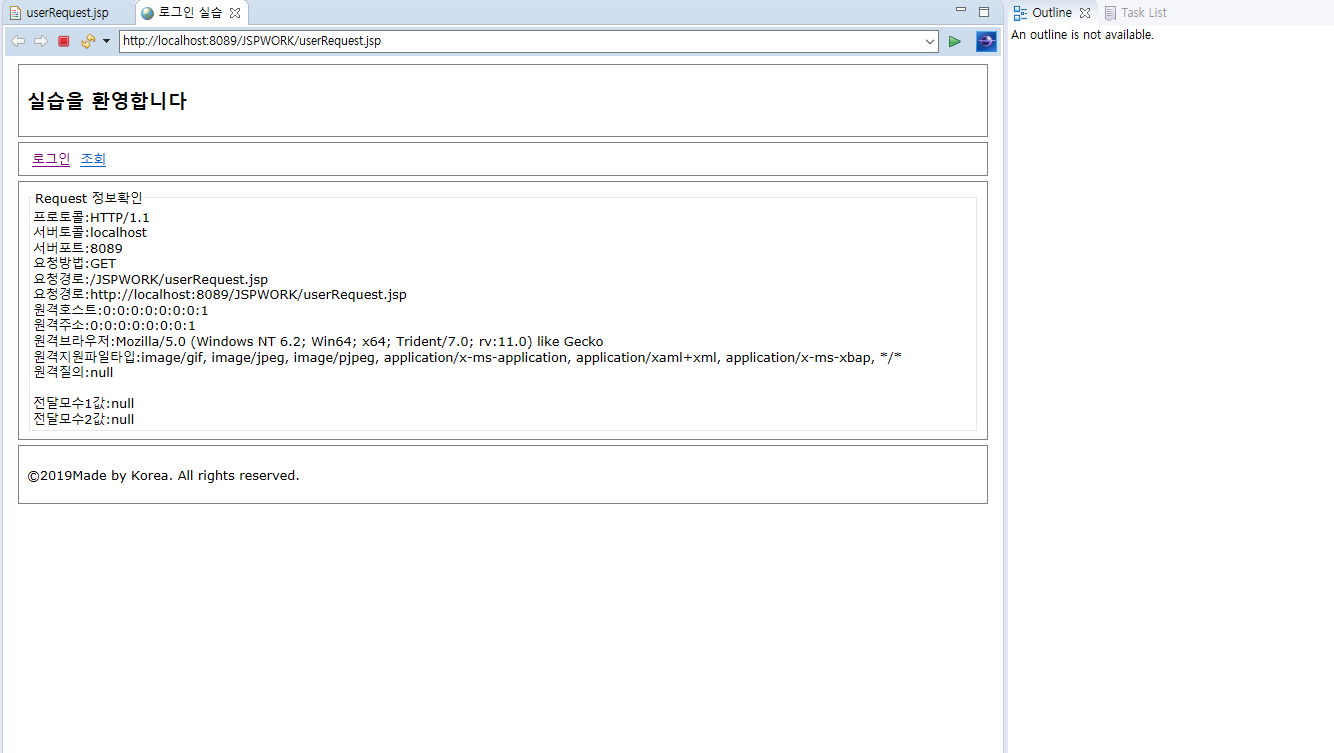 userRequest.jsp
로그인 실습
Outline
Task List
http://localhost:8089/JSPWORK/userRequest.jsp
An outline is not available.
실습을 환영합니다
로그인 조회
Request 정보확인
프로토콜:HTTP/1.1
서버토콜:localhost
서버포트:8089
요청방법:GET
요청경로:/JSPWORK/userRequest.jsp
요청경로:http://localhost:8089/JSPWORK/userRequest.jsp
원격호스트:0:0:0:0:0:0:0:1
원격주소:0:0:0:0:0:0:0:1
원격브라우저:Mozilla/5.0 (Windows NT 6.2; Win64; x64; Trident/7.0; rv:11.0) like Gecko
원격지원파일타입:image/gif, image/jpeg, image/pjpeg, application/x-ms-application, application/xaml+xml, application/x-ms-xbap, */*
원격질의:null
전달모수1값:null
전달모수2값:null
©2019Made by Korea. All rights reserved.